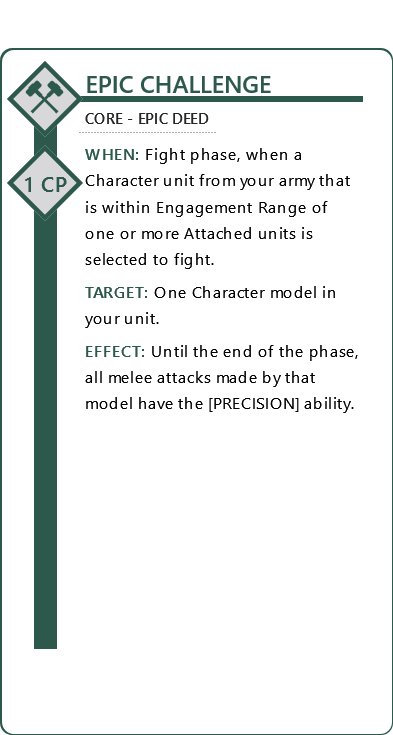 EPIC CHALLENGE
CORE - EPIC DEED
1 CP
WHEN: Fight phase, when a
Character unit from your army that
is within Engagement Range of
one or more Attached units is
selected to fight.
TARGET: One Character model in
your unit.
EFFECT: Until the end of the phase,
all melee attacks made by that
model have the [PRECISION] ability.